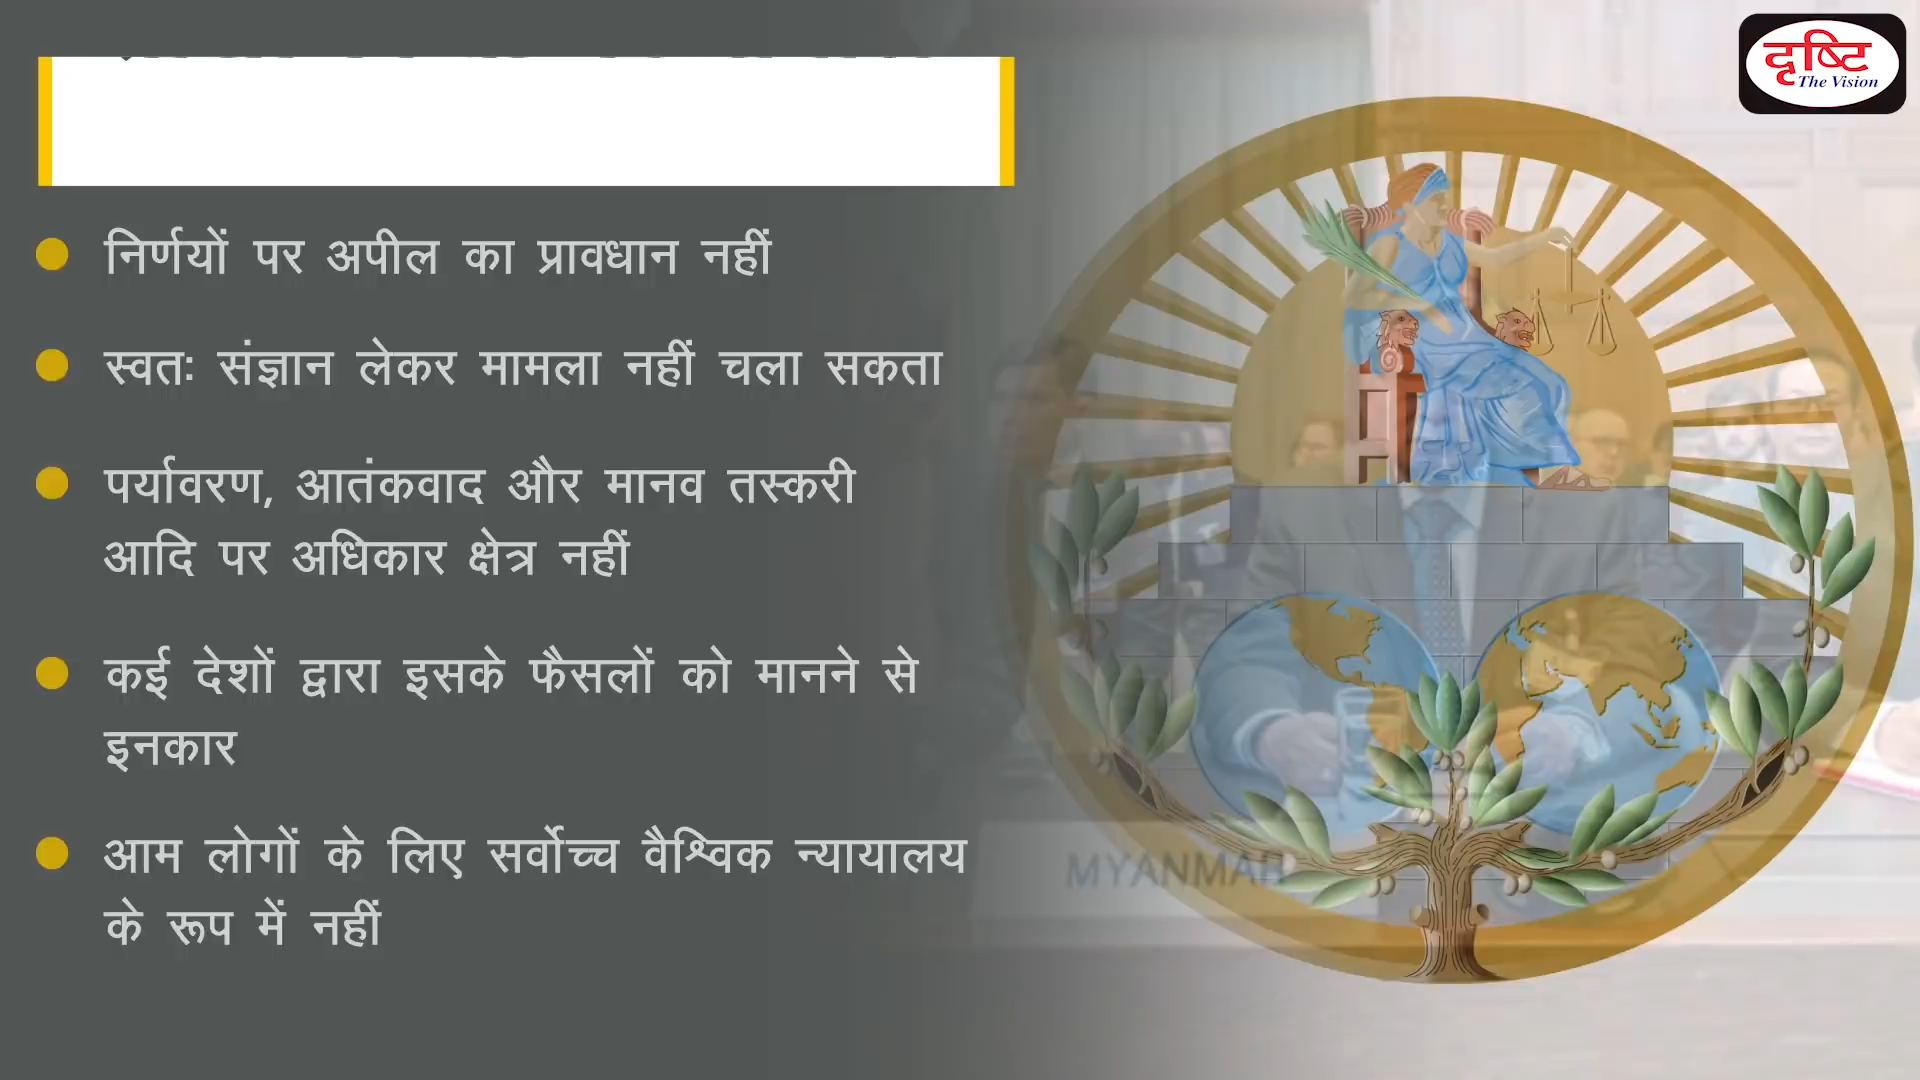 दृष्टि
The Vision
निर्णयों पर अपील का प्रावधान नहीं
स्वतः संज्ञान लेकर मामला नहीं चला सकता
पर्यावरण, आतंकवाद और मानव तस्करी
आदि पर अधिकार क्षेत्र नहीं
कई देशों द्वारा इसके फैसलों को मानने से
इनकार
आम लोगों के लिए सर्वोच्च वैश्विक न्यायालय
के रूप में नहीं
MYANMAR